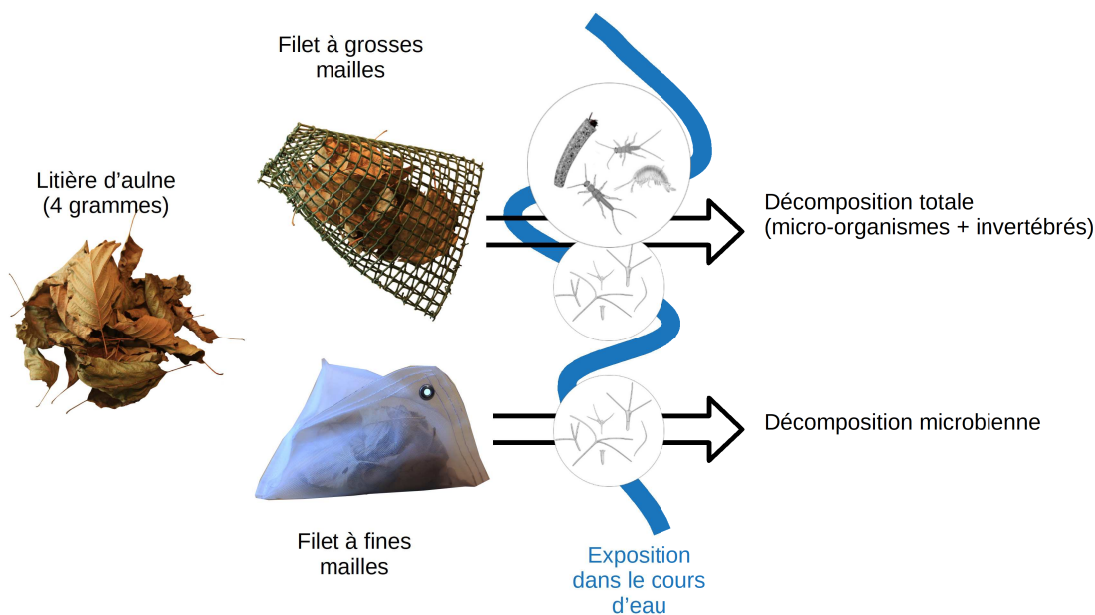 Filet à grosses
mailles
Litière d'aulne
(4 grammes)
Décomposition totale
(micro-organismes + invertébrés)
Décomposition microbienne
Filet à fines
mailles
Exposition
dans le cours
d'eau